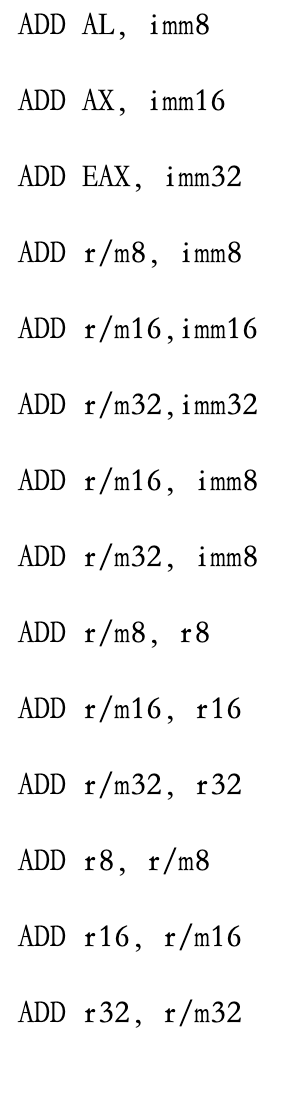 ADD AL, imm8
ADD AX, imm16
ADD EAX, imm32
ADD r/m8, imm8
ADD r/m16,imm16
ADD r/m32,imm32
ADD r/m16, imm8
ADD r/m32, imm8
ADD r/m8, r8
ADD r/m16, r16
ADD r/m32, r32
ADD r8, r/m8
ADD r16, r/m16
ADD r32, r/m32